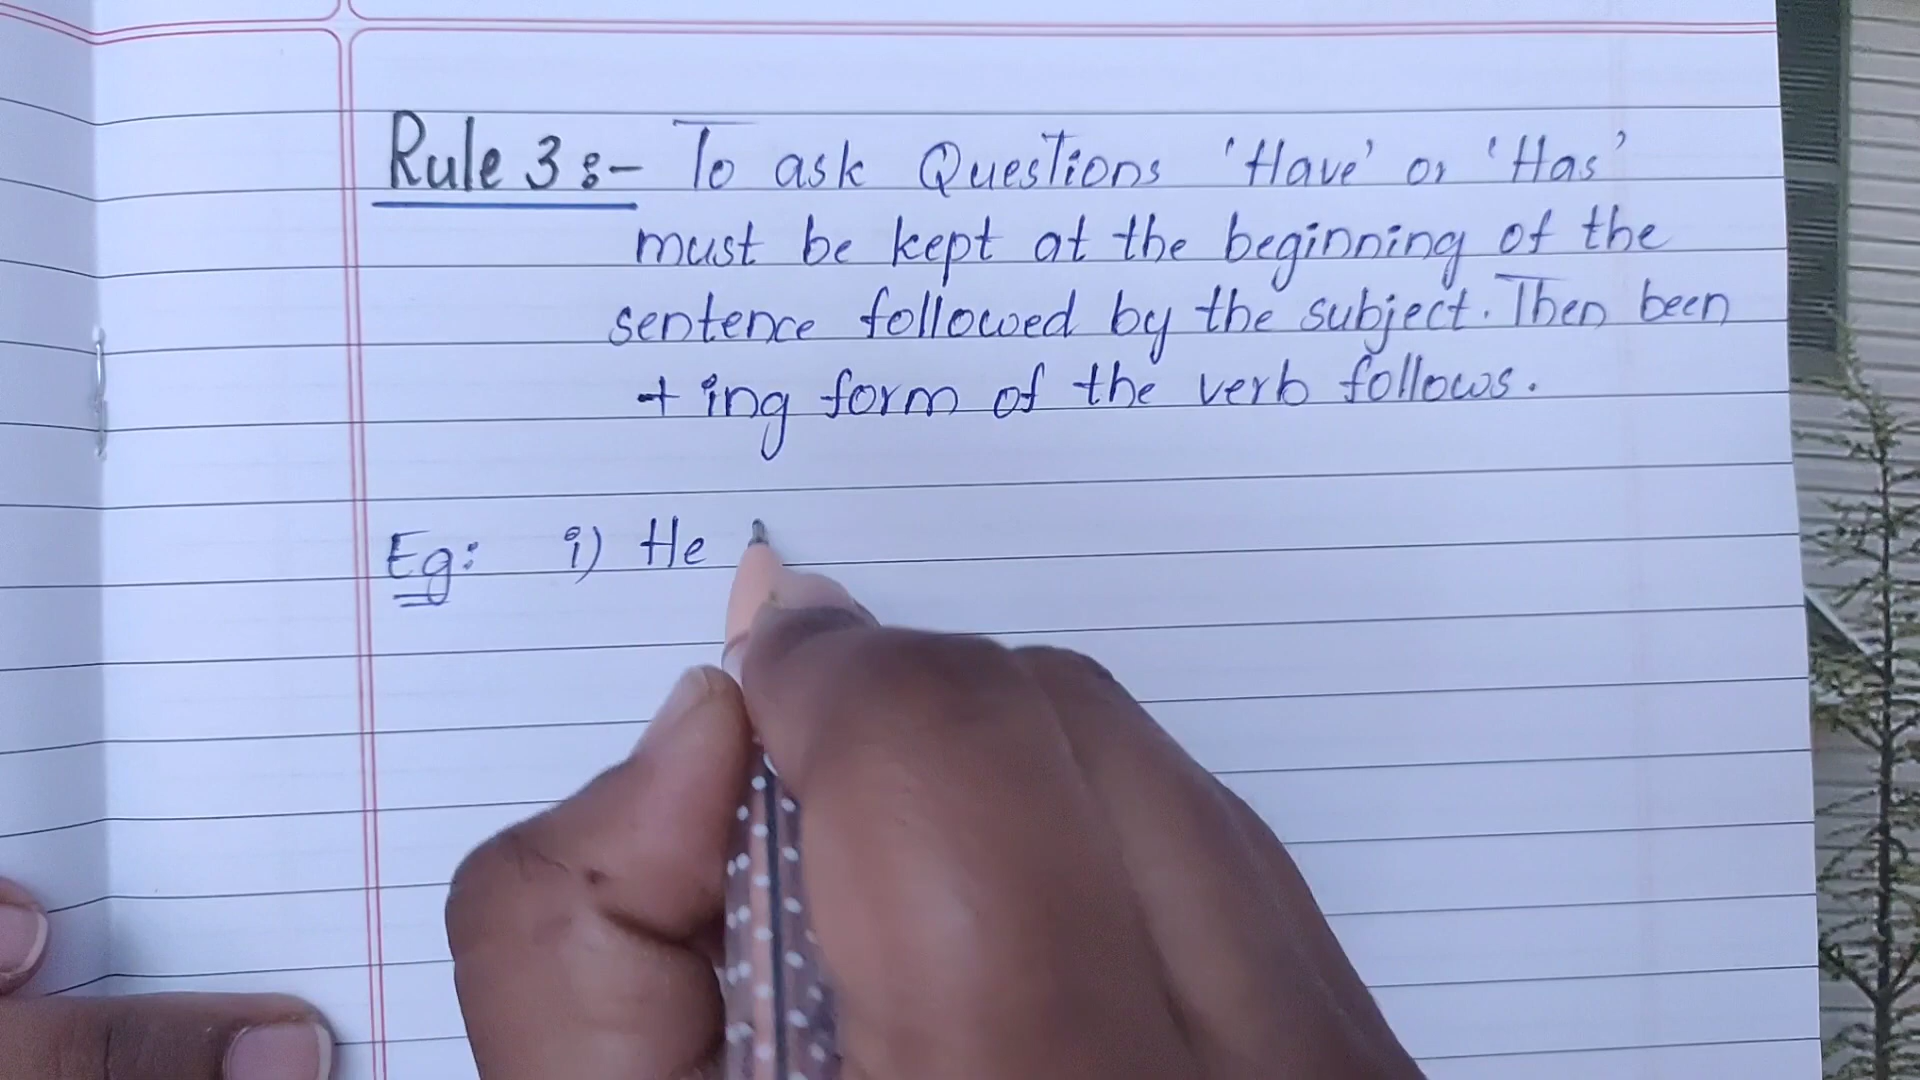 Rule 3 :- To ask Questions 'Have' or 'Has'
must be kept at the beginning of the
sentence followed by the subject. Then been
+ ing form of the verb follows.
Eg: i) He